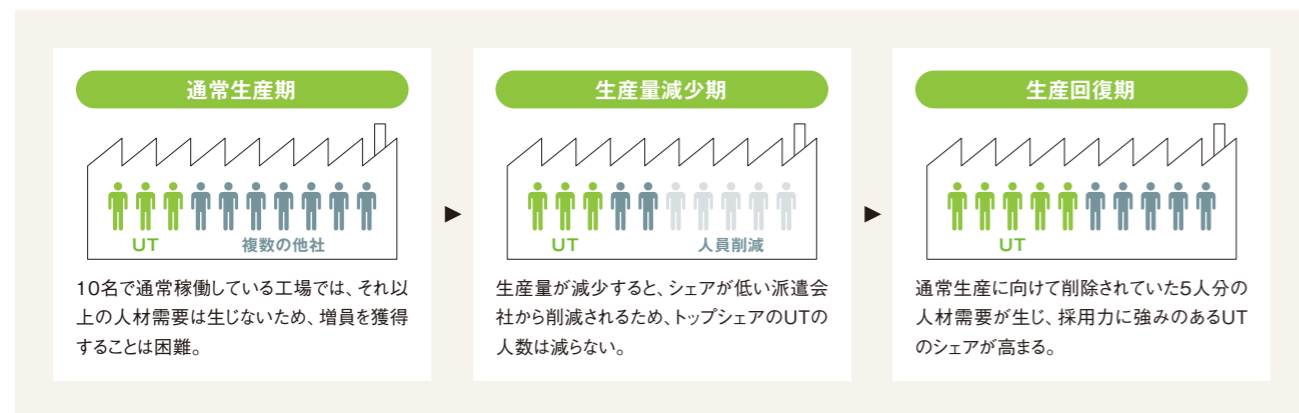 通常生産期
UT
複数の他社
10名で通常稼働している工場では、それ以
上の人材需要は生じないため、増員を獲得
することは困難。
生産量減少期
UT
人員削減
生産量が減少すると、シェアが低い派遣会
社から削減されるため、トップシェアのUTの
人数は減らない。
生産回復期
UT
通常生産に向けて削除されていた5人分の
人材需要が生じ、採用力に強みのあるUT
のシェアが高まる。